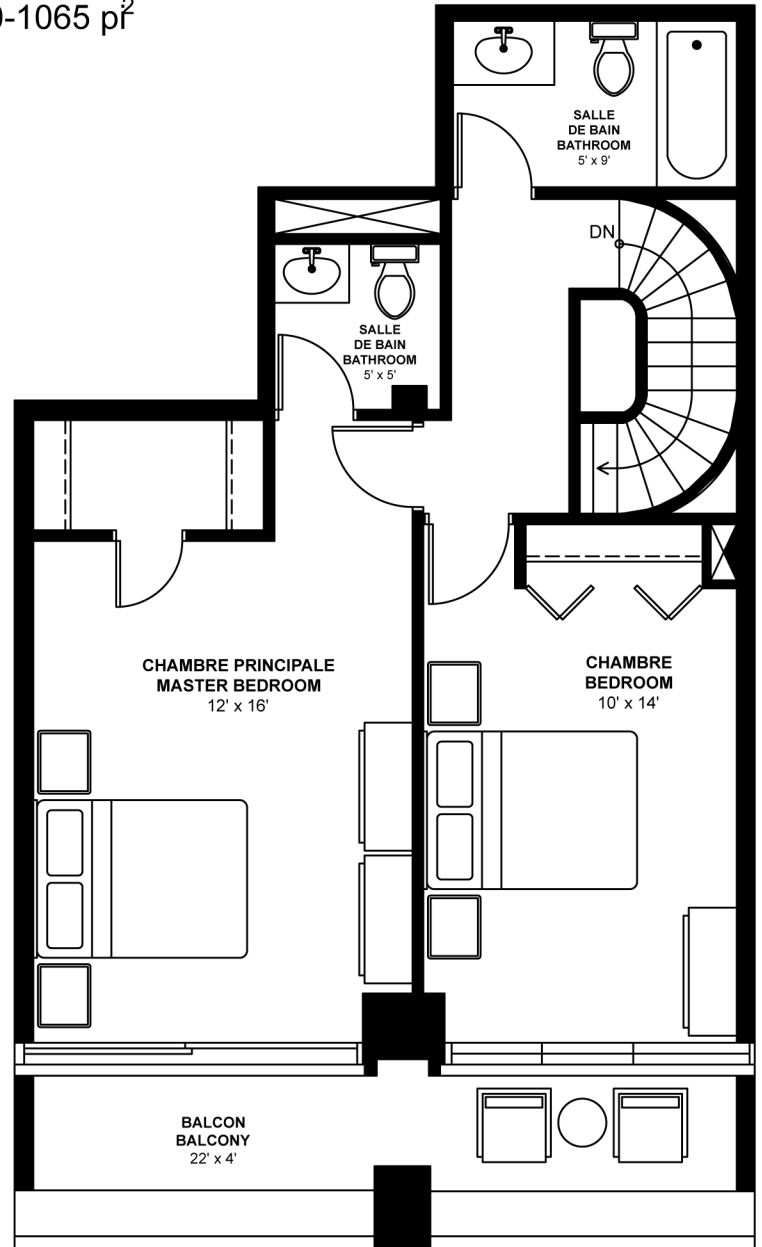 0-1065 pi²
SALLE
DE BAIN
BATHROOM
5' x 9'
DN
SALLE
DE BAIN
BATHROOM
5' x 5'
CHAMBRE PRINCIPALE
MASTER BEDROOM
12' x 16'
CHAMBRE
BEDROOM
10' x 14'
BALCON
BALCONY
22' x 4'